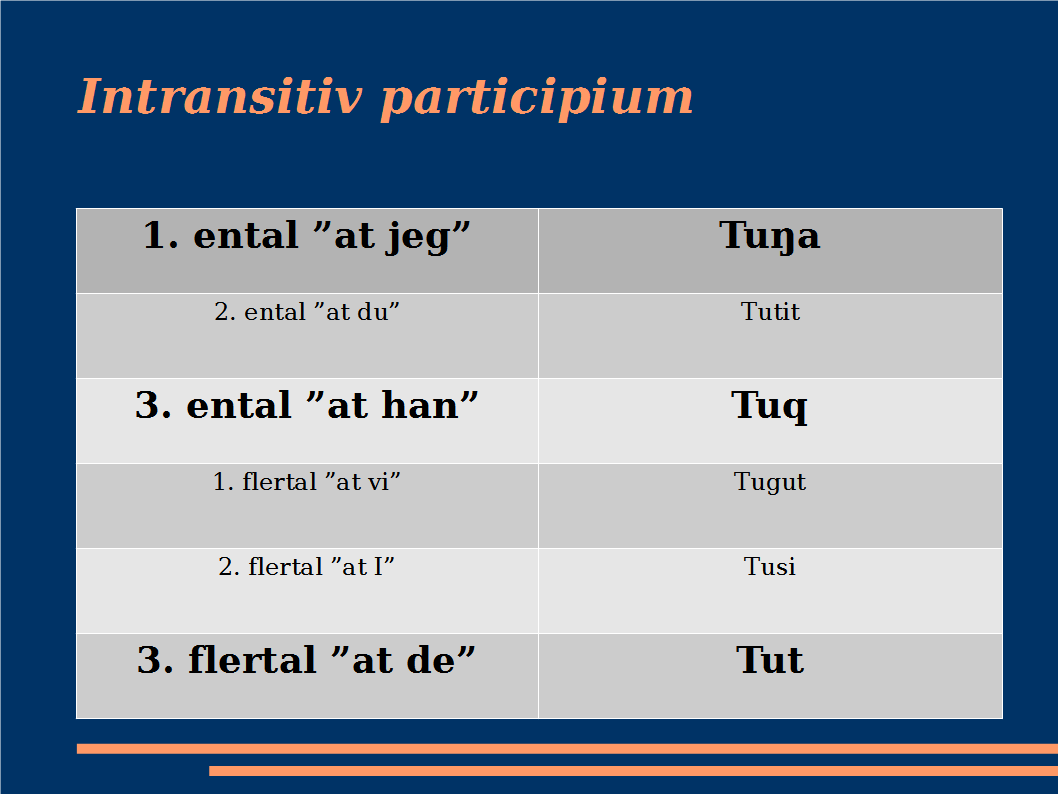 Intransitiv participium
1. ental ”at jeg” Tuŋa
2. ental ”at du” Tutit
3. ental ”at han” Tuq
1. flertal ”at vi” Tugut
2. flertal ”at I” Tusi
3. flertal ”at de” Tut